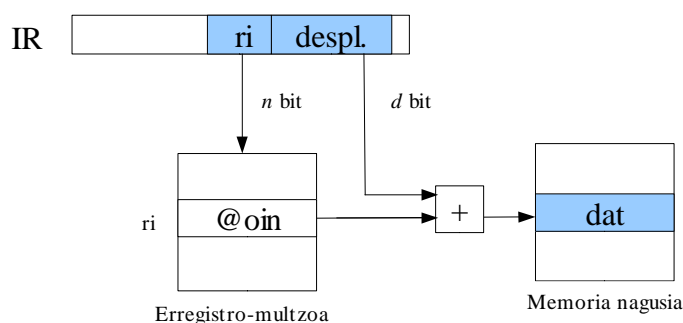 IR
ri despl.
n bit d bit
ri @oin + dat
Erregistro-multzoa
Memoria nagusia